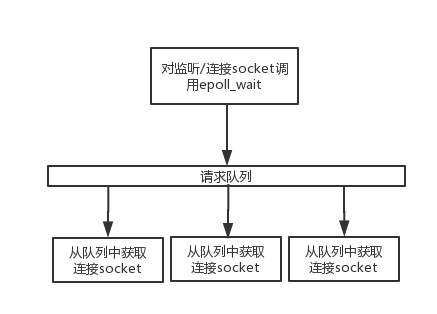 对监听/连接socket调
用epoll_wait
请求队列
从队列中获取
连接socket
从队列中获取
连接socket
从队列中获取
连接socket